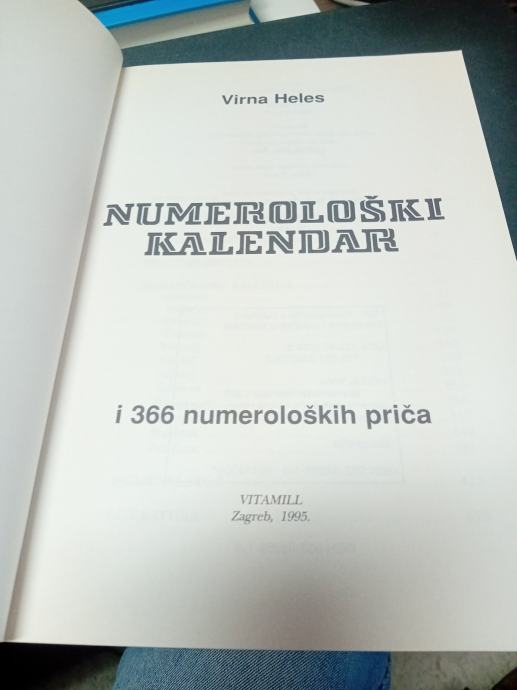 Virna Heles
NUMEROLOŠKI
KALENDAR
i 366 numeroloških priča
VITAMILL
Zagreb, 1995.